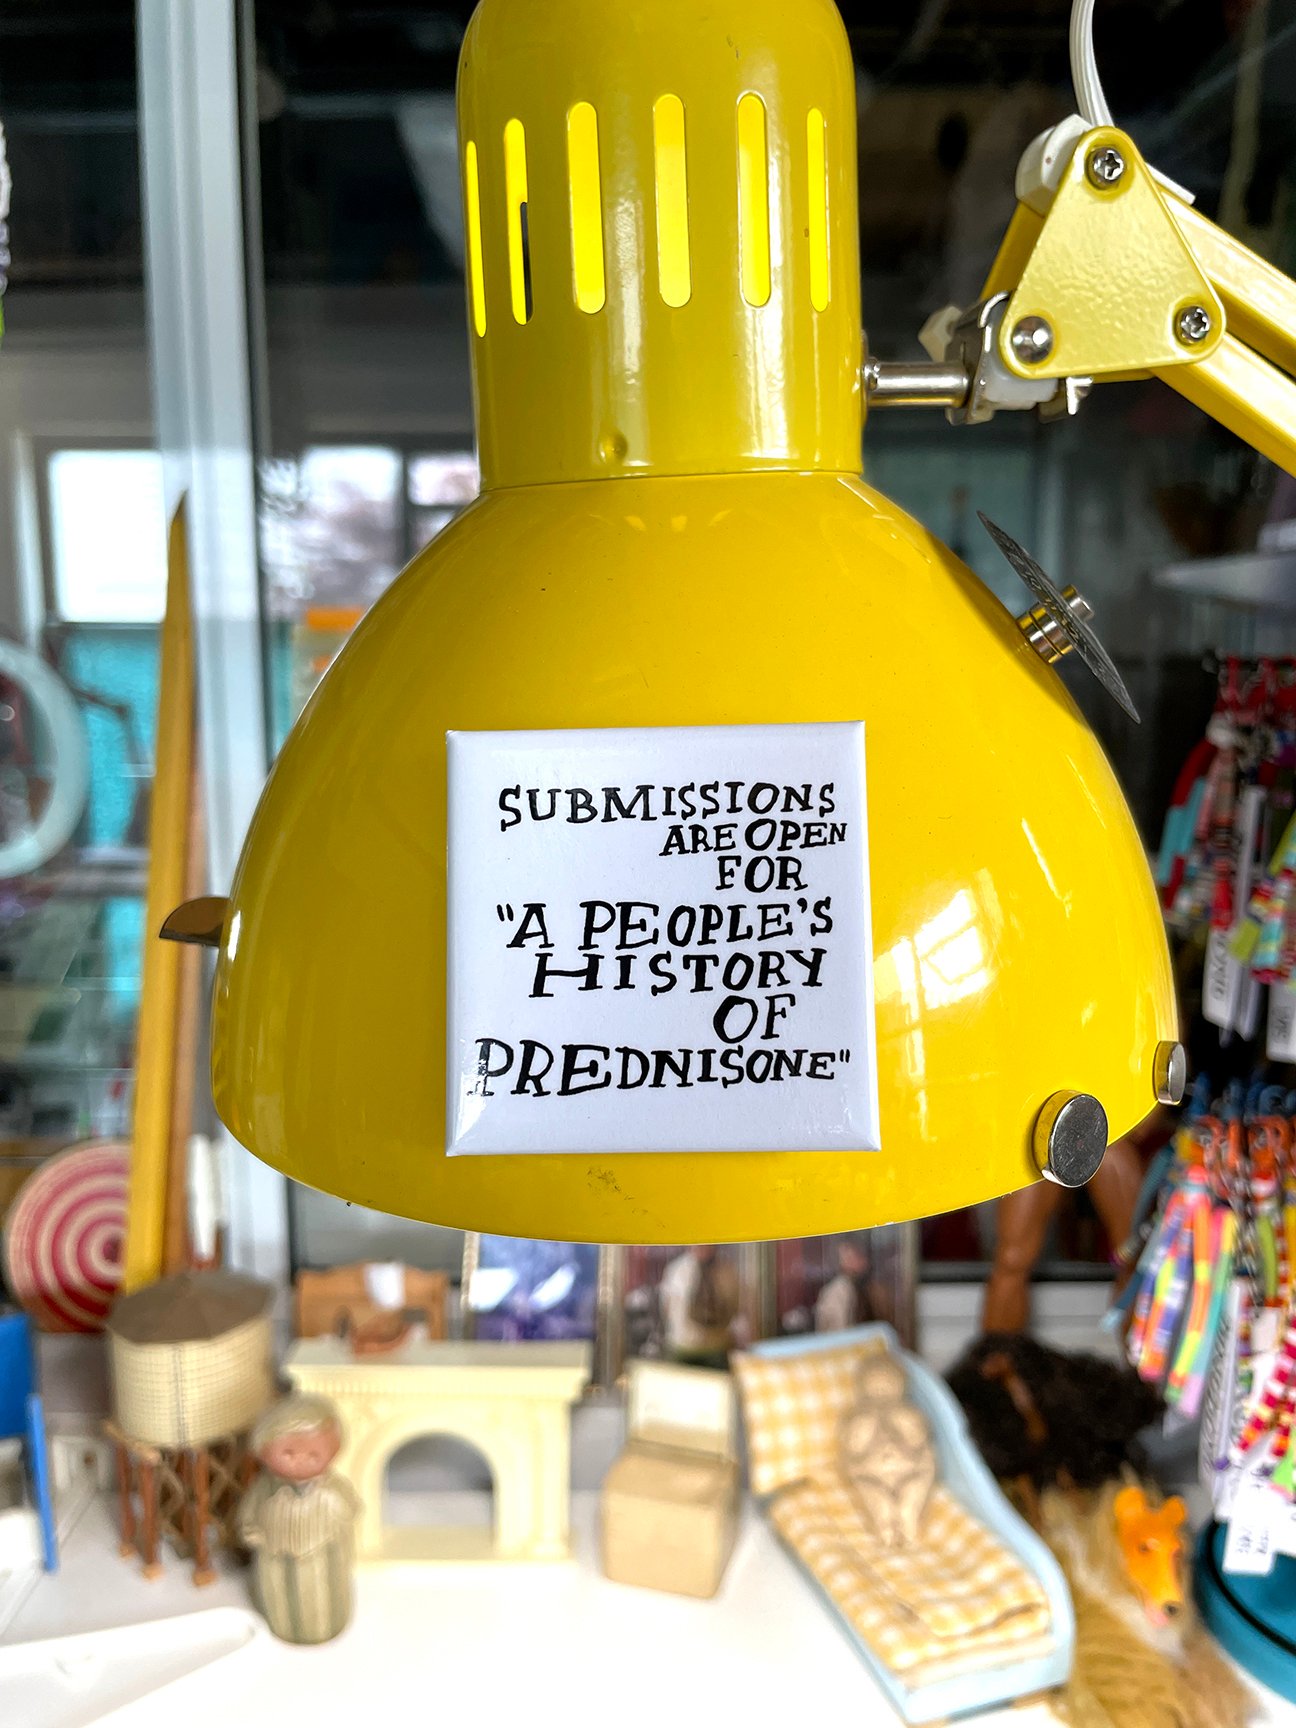 SUBMISSIONS
ARE OPEN
FOR
"A PEOPLE'S
HISTORY
OF
PREDNISONE"